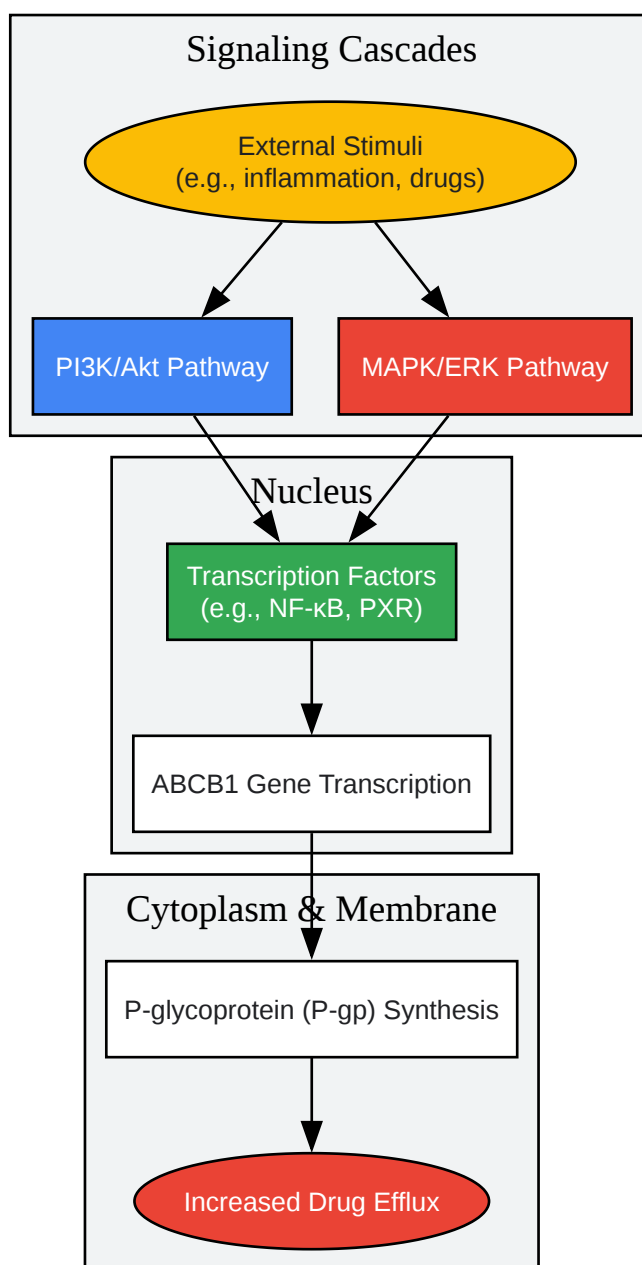 Signaling Cascades
External Stimuli
(e.g., inflammation, drugs)
PI3K/Akt Pathway
MAPK/ERK Pathway
Nucleus
Transcription Factors
(e.g., NF-κB, PXR)
ABCB1 Gene Transcription
Cytoplasm & Membrane
P-glycoprotein (P-gp) Synthesis
Increased Drug Efflux